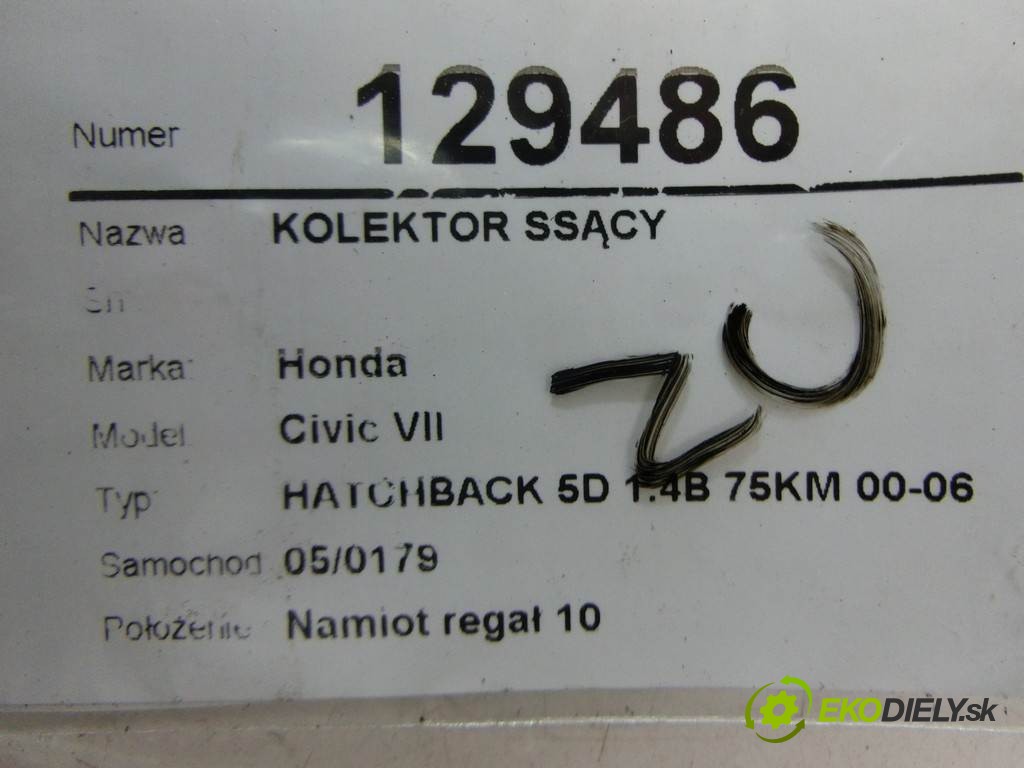 Numer 129486
Nazwa KOLEKTOR SSĄCY
Sn
Marka: Honda
Model Civic VII
Typ: HATCHBACK 5D 1.4B 75KM 00-06
Samochod 05/0179
Położenie Namiot regał 10
ZU
EKODIELY.sk